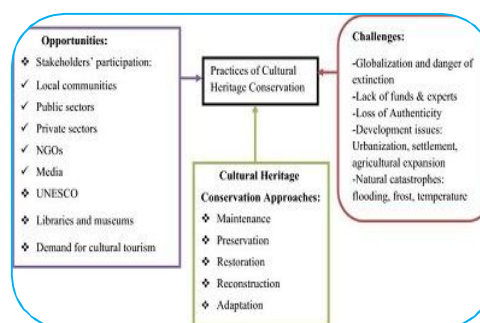 Opportunities:
❖ Stakeholders' participation:
✓ Local communities
✓ Public sectors
✓ Private sectors
✓ NGOs
✓ Media
❖ UNESCO
❖ Libraries and museums
❖ Demand for cultural tourism
Practices of Cultural
Heritage Conservation
Challenges:
-Globalization and danger of
extinction
-Lack of funds & experts
-Loss of Authenticity
-Development issues:
Urbanization, settlement,
agricultural expansion
-Natural catastrophes:
flooding, frost, temperature
Cultural Heritage
Conservation Approaches:
❖ Maintenance
❖ Preservation
❖ Restoration
❖ Reconstruction
❖ Adaptation